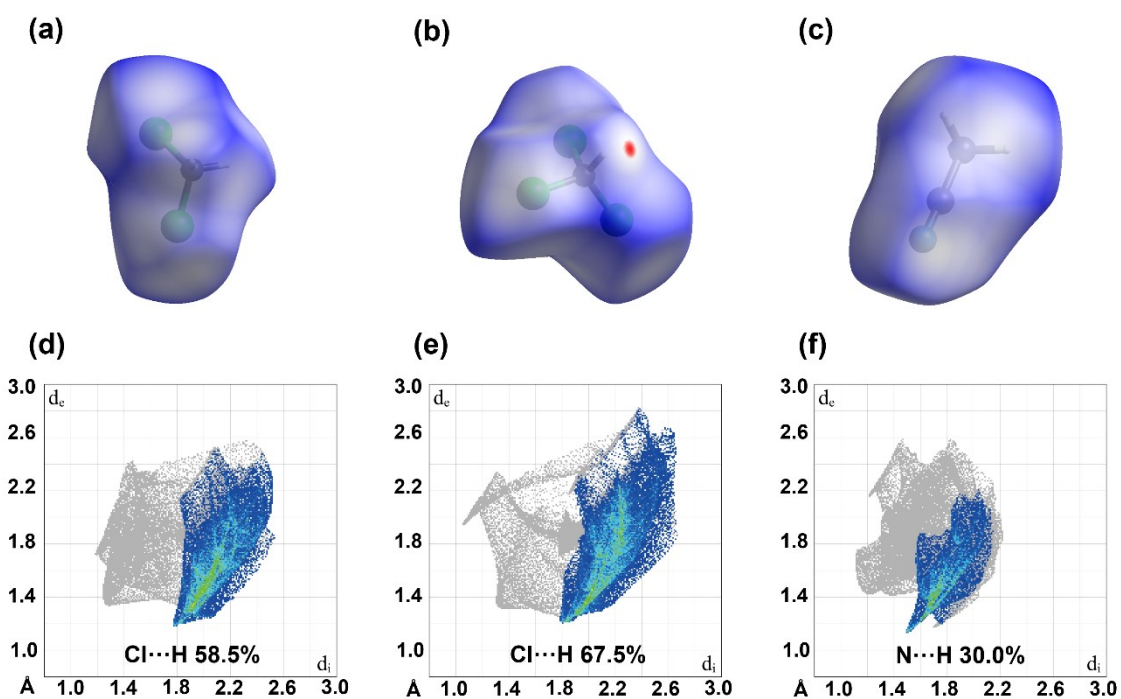 (a) (b) (c)
(d) (e) (f)
3.0 3.0 3.0
de de de
2.6 2.6 2.6
2.2 2.2 2.2
1.8 1.8 1.8
1.4 1.4 1.4
1.0 Cl···H 58.5% di 1.0 Cl···H 67.5% di 1.0 N···H 30.0% di
Å 1.0 1.4 1.8 2.2 2.6 3.0 Å 1.0 1.4 1.8 2.2 2.6 3.0 Å 1.0 1.4 1.8 2.2 2.6 3.0